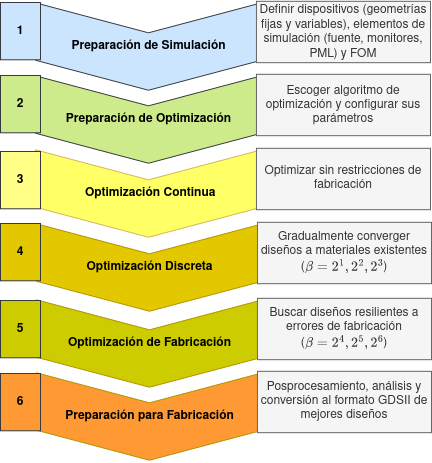 1
Preparación de Simulación
Definir dispositivos (geometrías
fijas y variables), elementos de
simulación (fuente, monitores,
PML) y FOM
2
Preparación de Optimización
Escoger algoritmo de
optimización y configurar sus
parámetros
3
Optimización Continua
Optimizar sin restricciones de
fabricación
4
Optimización Discreta
Gradualmente converger
diseños a materiales existentes
(β = 2¹, 2², 2³)
5
Optimización de Fabricación
Buscar diseños resilientes a
errores de fabricación
(β = 2⁴, 2⁵, 2⁶)
6
Preparación para Fabricación
Posprocesamiento, análisis y
conversión al formato GDSII de
mejores diseños